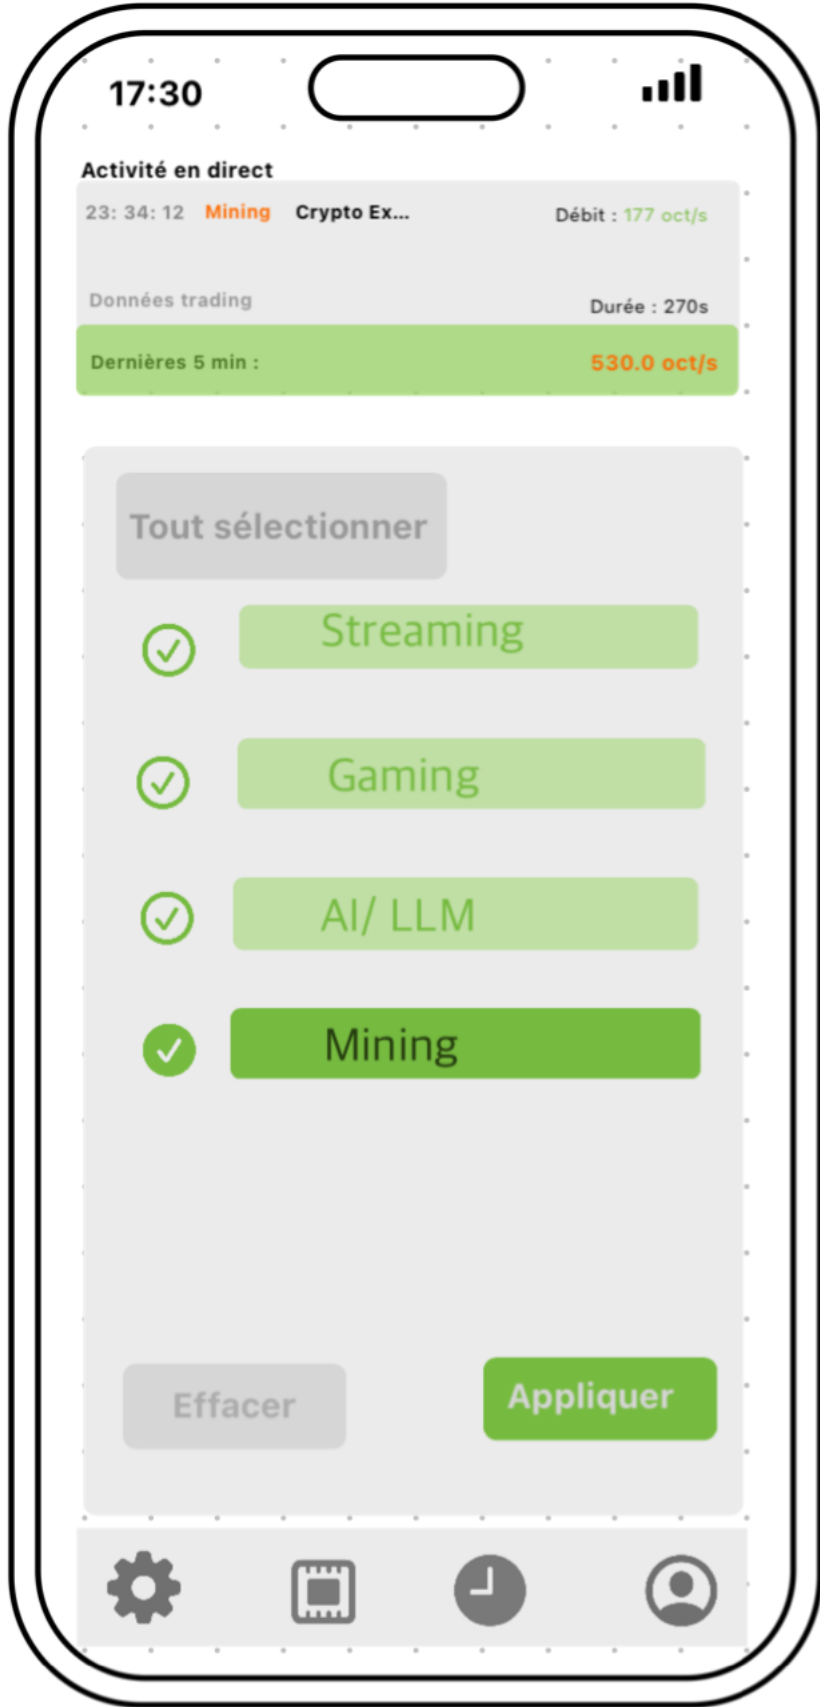 17:30
Activité en direct
23: 34: 12 Mining Crypto Ex... Débit : 177 oct/s
Données trading Durée : 270s
Dernières 5 min : 530.0 oct/s
Tout sélectionner
Streaming
Gaming
AI/ LLM
Mining
Effacer Appliquer